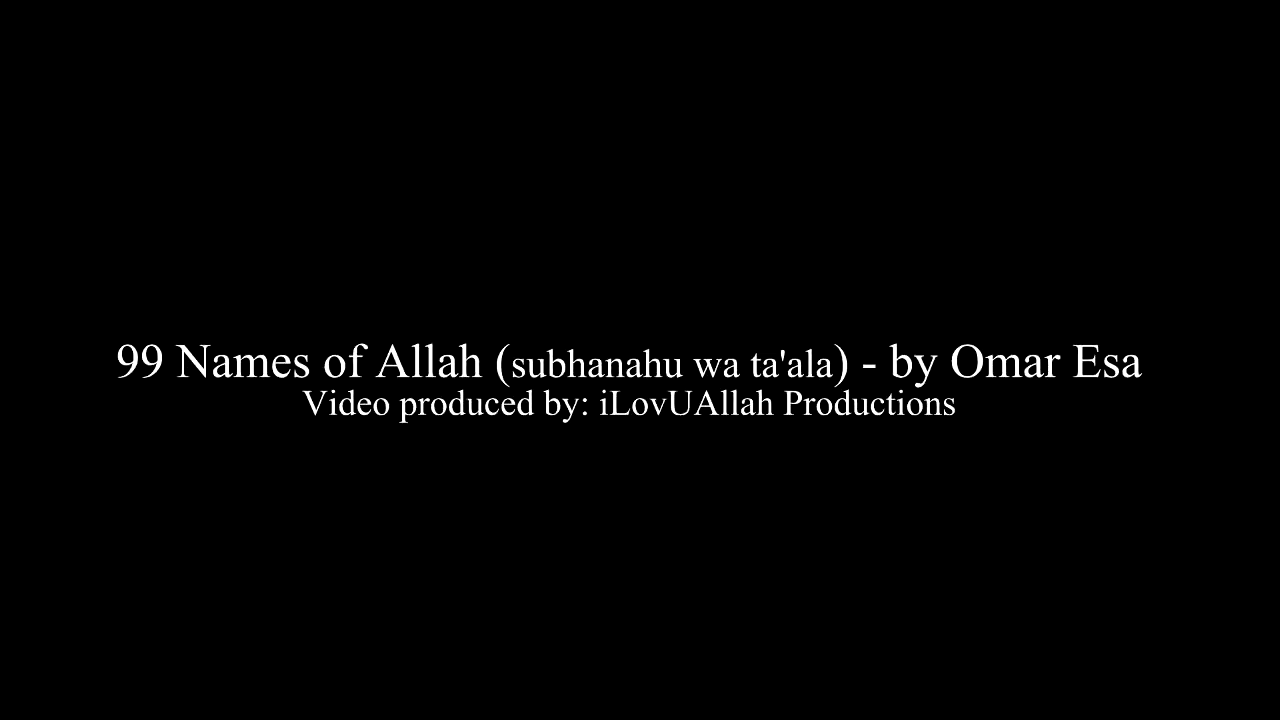 99 Names of Allah (subhanahu wa ta'ala) - by Omar Esa
Video produced by: iLovUAllah Productions